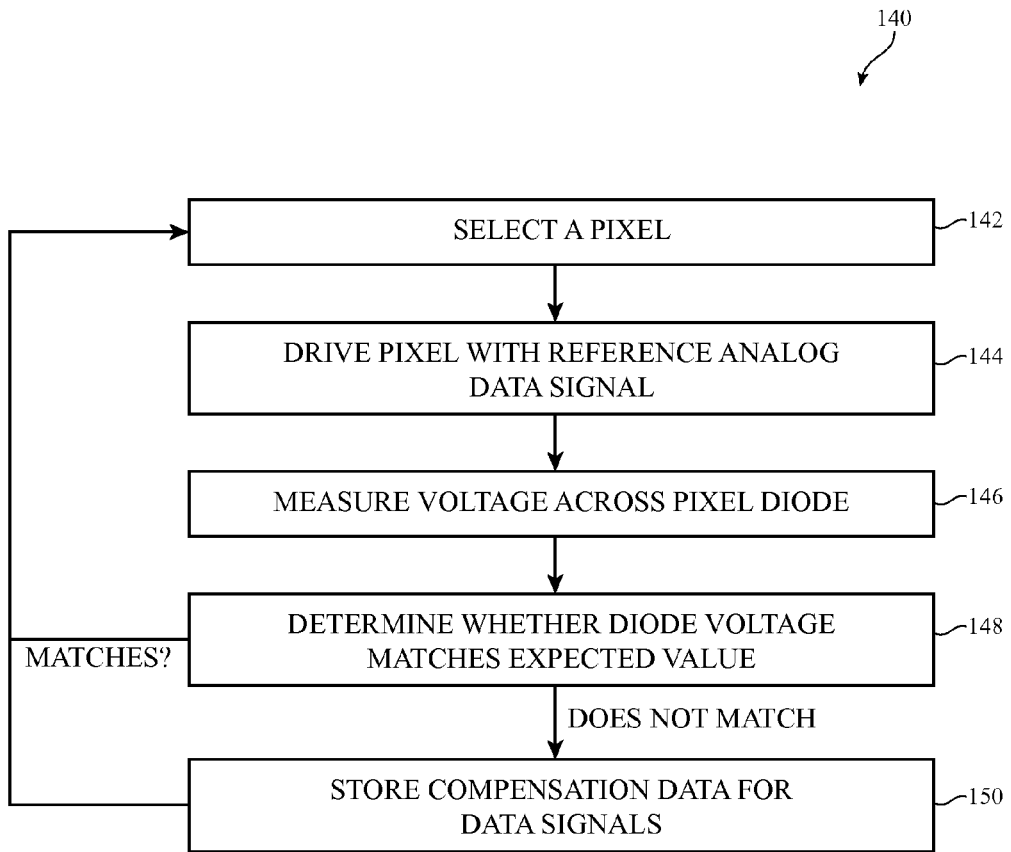 140
SELECT A PIXEL
142
DRIVE PIXEL WITH REFERENCE ANALOG
DATA SIGNAL
144
MEASURE VOLTAGE ACROSS PIXEL DIODE
146
DETERMINE WHETHER DIODE VOLTAGE
MATCHES EXPECTED VALUE
148
MATCHES?
DOES NOT MATCH
STORE COMPENSATION DATA FOR
DATA SIGNALS
150